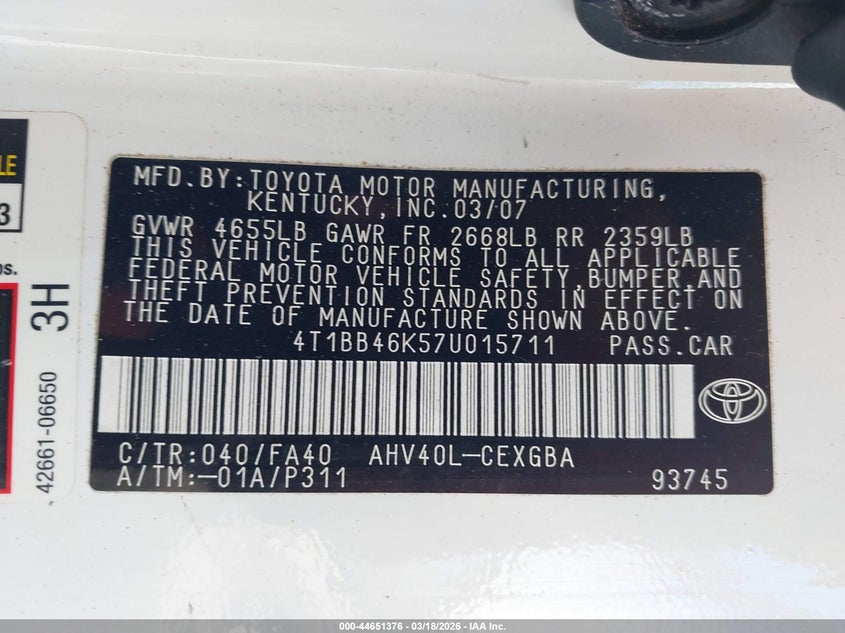 MFD.BY:TOYOTA MOTOR MANUFACTURING,
KENTUCKY, INC. 03/07
GVWR 4655LB GAWR FR 2668LB RR 2359LB
THIS VEHICLE CONFORMS TO ALL APPLICABLE
FEDERAL MOTOR VEHICLE SAFETY,BUMPER,AND
THEFT PREVENTION STANDARDS IN EFFECT ON
THE DATE OF MANUFACTURE SHOWN ABOVE.
4T1BB46K57U015711 PASS.CAR
C/TR:040/FA40 AHV40L-CEXGBA
A/TM:-01A/P311 93745
3H
42661-06650
000-44651376 | 03/18/2026 — IAA Inc.